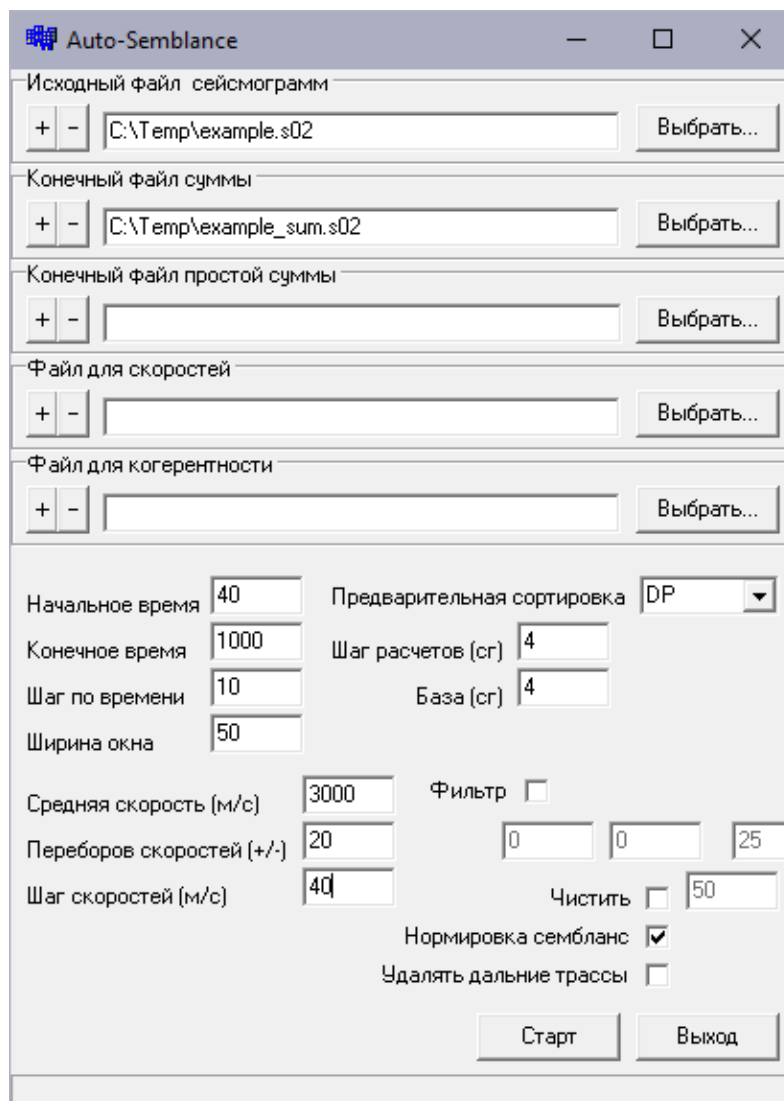 Auto-Semblance
Исходный файл сейсмограмм
+ - C:\Temp\example.s02 Выбрать...
Конечный файл суммы
+ - C:\Temp\example_sum.s02 Выбрать...
Конечный файл простой суммы
+ - Выбрать...
Файл для скоростей
+ - Выбрать...
Файл для когерентности
+ - Выбрать...
Начальное время 40 Предварительная сортировка DP
Конечное время 1000 Шаг расчетов (сг) 4
Шаг по времени 10 База (сг) 4
Ширина окна 50
Средняя скорость (м/с) 3000 Фильтр
Переборов скоростей (+/-) 20 0 0 25
Шаг скоростей (м/с) 40 Чистить 50
Нормировка сембланс
Удалять дальние трассы
Старт Выход